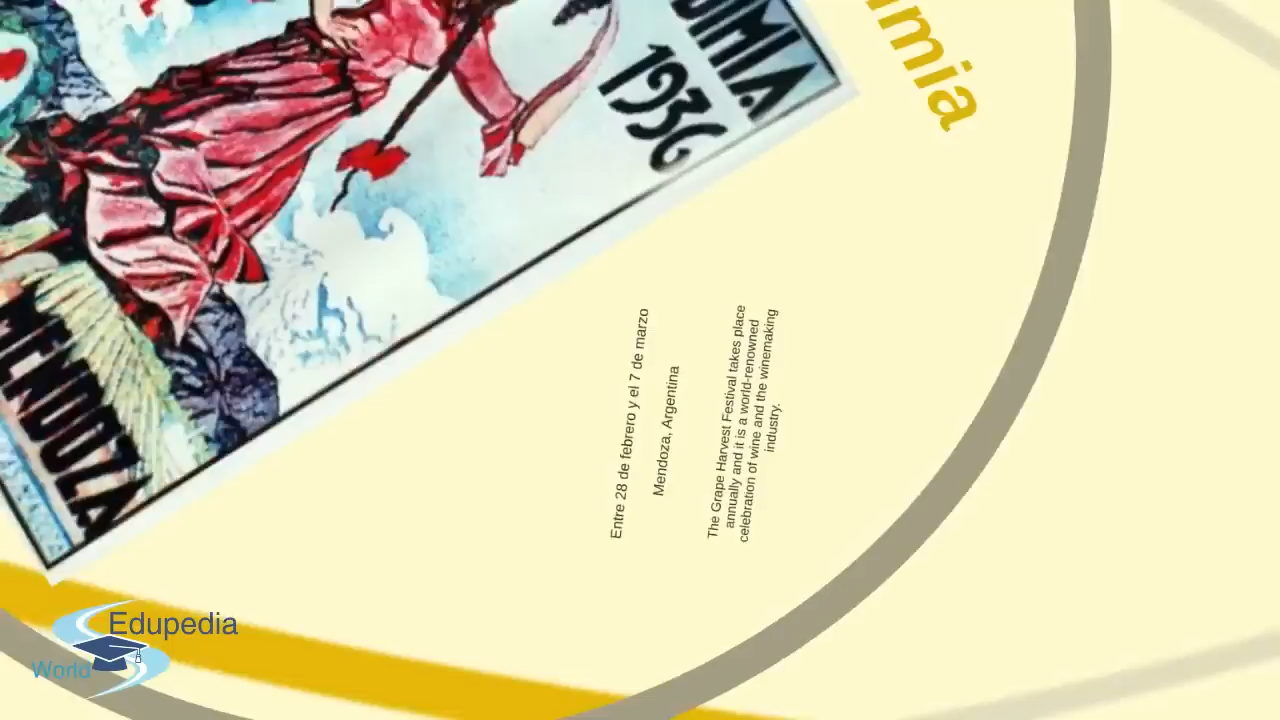 DIMIA
1936
MENDOZA
umia
Entre 28 de febrero y el 7 de marzo
Mendoza, Argentina
The Grape Harvest Festival takes place
annually and it is a world-renowned
celebration of wine and the winemaking
industry.
Edupedia
World